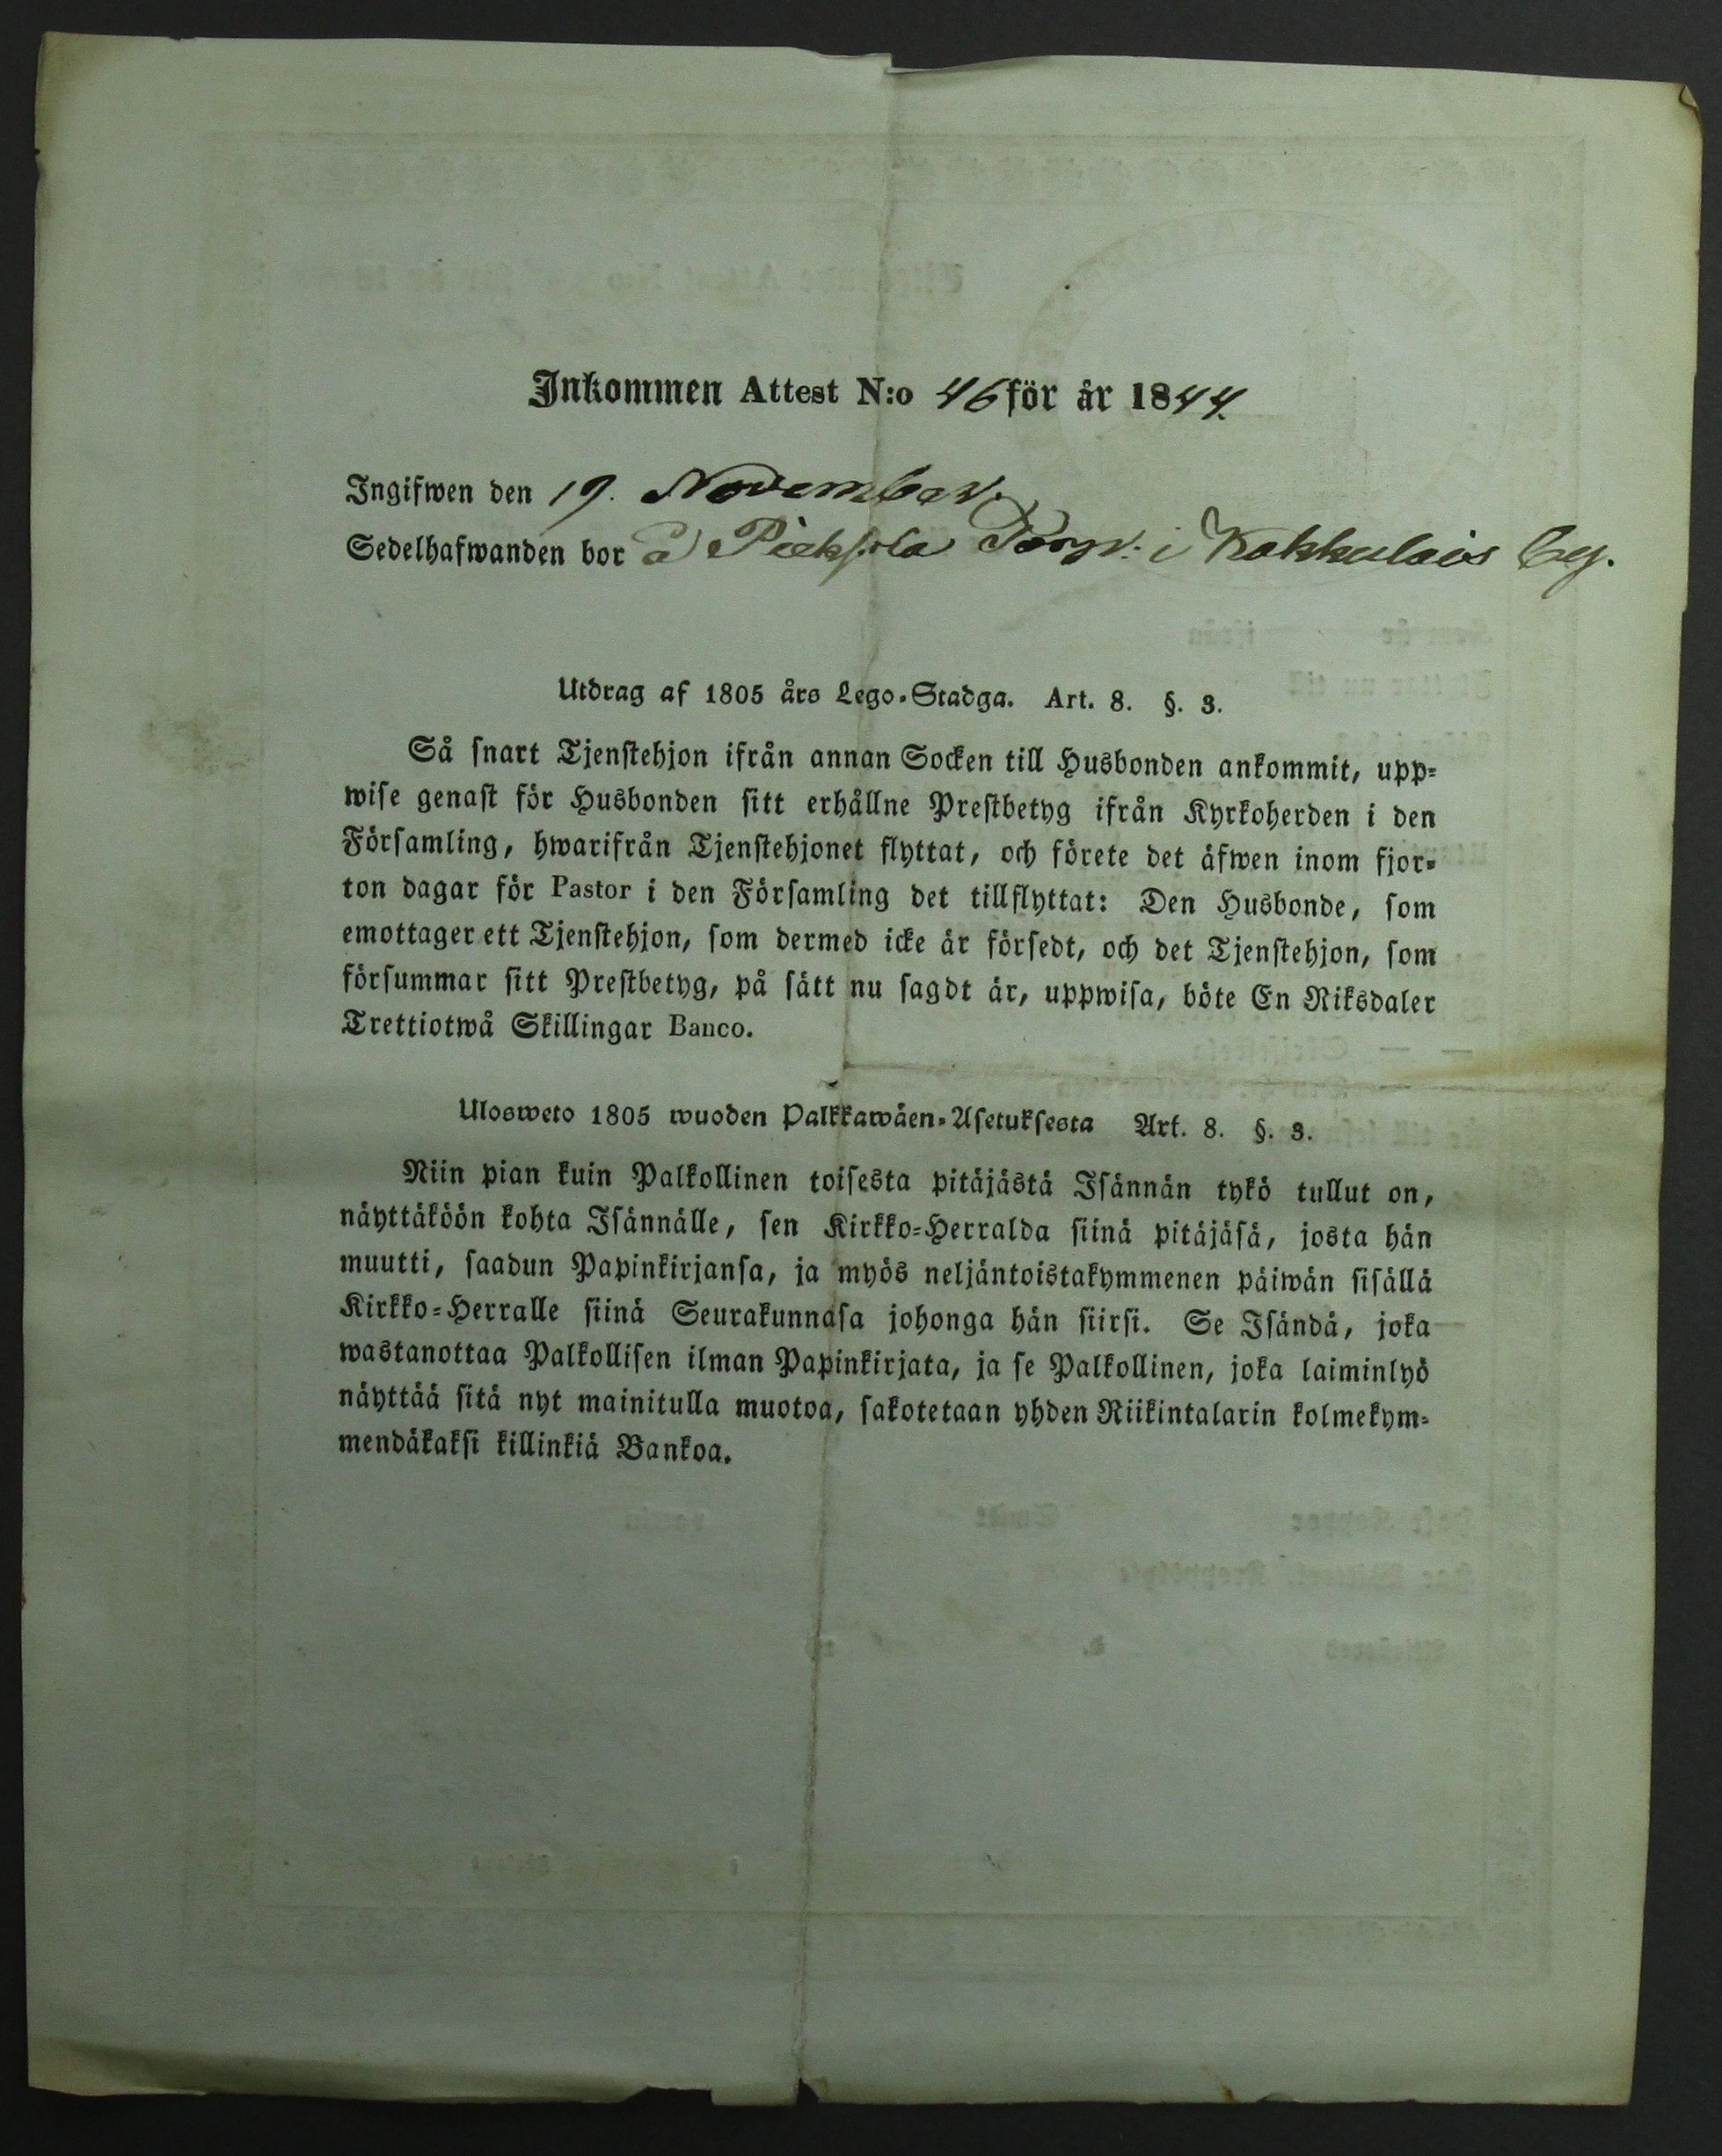 Inkommen Attest N:o 46 för år 1844.
Ingifwen den 19. November.
Sedelhafwanden bor å Pieksola Torp. i Kokkulais by.
Utdrag af 1805 års Lego-Stadga. Art. 8. §. 3.
Så snart Tjenstehjon ifrån annan Socken till Husbonden ankommit, upp-
wise genast för Husbonden sitt erhållne Prestbetyg ifrån Kyrkoherden i den
Församling, hwarifrån Tjenstehjonet flyttat, och förete det äfwen inom fjor-
ton dagar för Pastor i den Församling det tillflyttat: Den Husbonde, som
emottager ett Tjenstehjon, som dermed icke är försedt, och det Tjenstehjon, som
försummar sitt Prestbetyg, på sätt nu sagdt är, uppwisa, böte En Riksdaler
Trettiotwå Skillingar Banco.
Ulosweto 1805 wuoden Palkkawäen-Asetuksesta Art. 8. §. 3.
Niin pian kuin Palkollinen toisesta pitäjästä Isännän tykö tullut on,
näyttäköön kohta Isännälle, sen Kirkko-Herralda siinä pitäjäsä, josta hän
muutti, saadun Papinkirjansa, ja myös neljäntoistakymmenen päiwän sisällä
Kirkko-Herralle siinä Seurakunnasa johonga hän siirsi. Se Isändä, joka
wastanottaa Palkollisen ilman Papinkirjata, ja se Palkollinen, joka laiminlyö
näyttää sitä nyt mainitulla muotoa, sakotetaan yhden Riikintalarin kolmekym-
mendäkaksi killinkiä Bankoa.